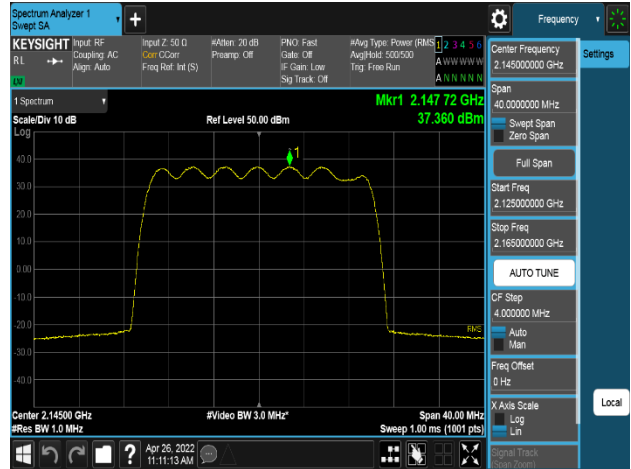 Spectrum Analyzer 1
Swept SA
+
Frequency
KEYSIGHT
RL
Input: RF
Coupling: AC
Align: Auto
Input Z: 50 Ω
Corr CCorr
Freq Ref: Int (S)
#Atten: 20 dB
Preamp: Off
PNO: Fast
Gate: Off
IF Gain: Low
Sig Track: Off
#Avg Type: Power (RMS
Avg|Hold: 500/500
Trig: Free Run
1 2 3 4 5 6
A W W W W W
A N N N N N
LNI
1 Spectrum
Scale/Div 10 dB
Ref Level 50.00 dBm
Mkr1 2.147 72 GHz
37.360 dBm
Log
1
40.0
30.0
20.0
10.0
0.00
-10.0
-20.0
-30.0
-40.0
RMS
Center 2.14500 GHz
#Res BW 1.0 MHz
#Video BW 3.0 MHz*
Span 40.00 MHz
Sweep 1.00 ms (1001 pts)
Center Frequency
2.145000000 GHz
Settings
Span
40.0000000 MHz
Swept Span
Zero Span
Full Span
Start Freq
2.125000000 GHz
Stop Freq
2.165000000 GHz
AUTO TUNE
CF Step
4.000000 MHz
Auto
Man
Freq Offset
0 Hz
X Axis Scale
Log
Lin
Local
Signal Track
(Span Zoom)
?
Apr 26, 2022
11:11:13 AM